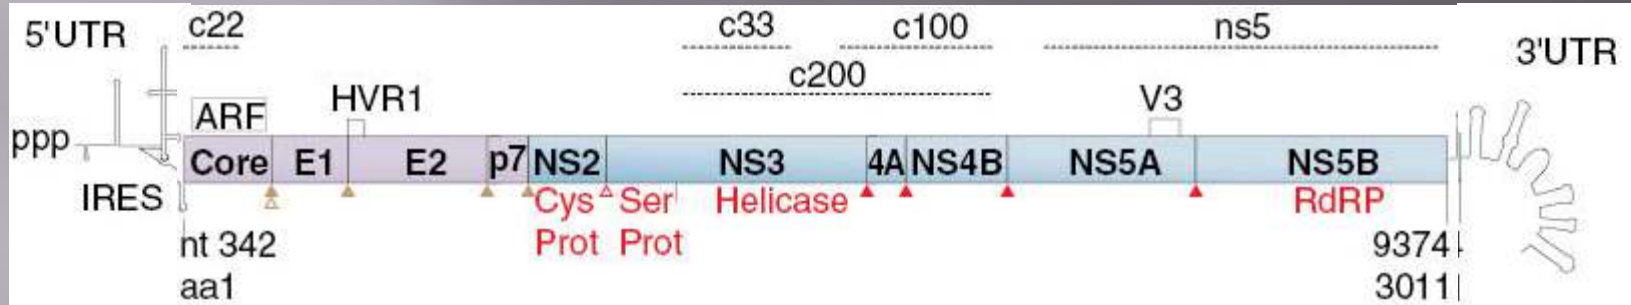 5'UTR c22 c33 c100 ns5 3'UTR
c200
HVR1 V3
ARF
ppp
Core E1 E2 p7 NS2 NS3 4A NS4B NS5A NS5B
IRES Cys Ser Helicase RdRP
Prot Prot
nt 342 9374
aa1 3011